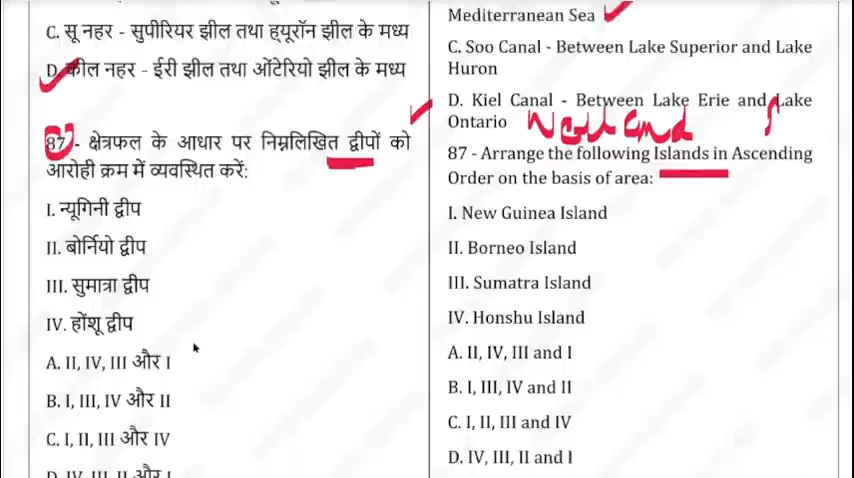 C. सू नहर - सुपीरियर झील तथा ह्यूरॉन झील के मध्य
D. कील नहर - ईरी झील तथा ओंटेरियो झील के मध्य
87 - क्षेत्रफल के आधार पर निम्नलिखित द्वीपों को
आरोही क्रम में व्यवस्थित करें:
I. न्यूगिनी द्वीप
II. बोर्नियो द्वीप
III. सुमात्रा द्वीप
IV. होंशू द्वीप
A. II, IV, III और I
B. I, III, IV और II
C. I, II, III और IV
D. IV, III, II और I
Mediterranean Sea
C. Soo Canal - Between Lake Superior and Lake
Huron
D. Kiel Canal - Between Lake Erie and Lake
Ontario
87 - Arrange the following Islands in Ascending
Order on the basis of area:
I. New Guinea Island
II. Borneo Island
III. Sumatra Island
IV. Honshu Island
A. II, IV, III and I
B. I, III, IV and II
C. I, II, III and IV
D. IV, III, II and I